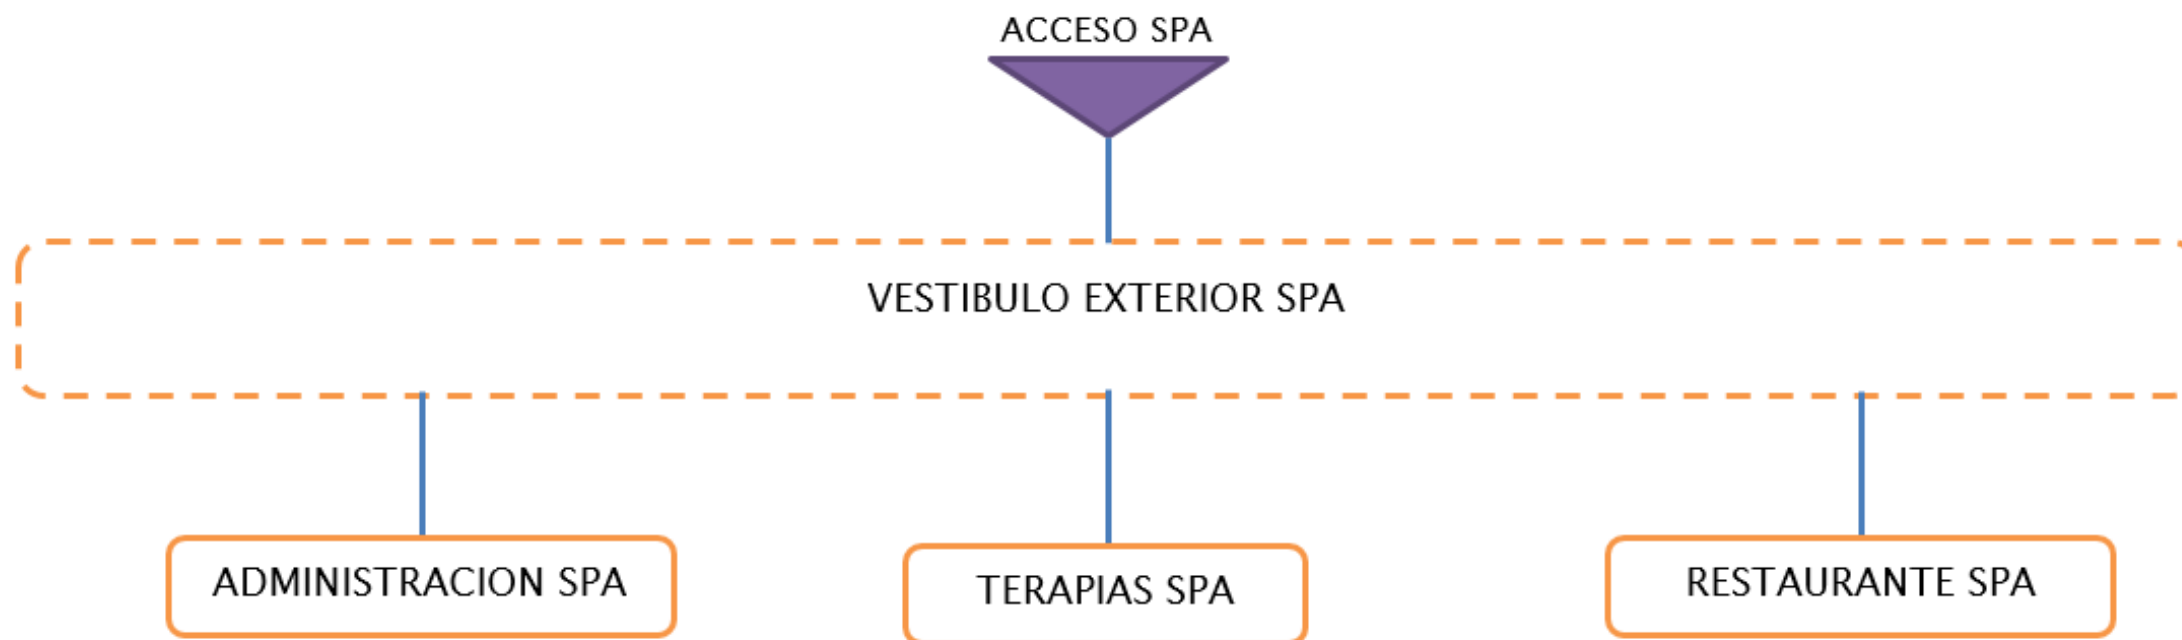 ACCESO SPA
VESTIBULO EXTERIOR SPA
ADMINISTRACION SPA
TERAPIAS SPA
RESTAURANTE SPA